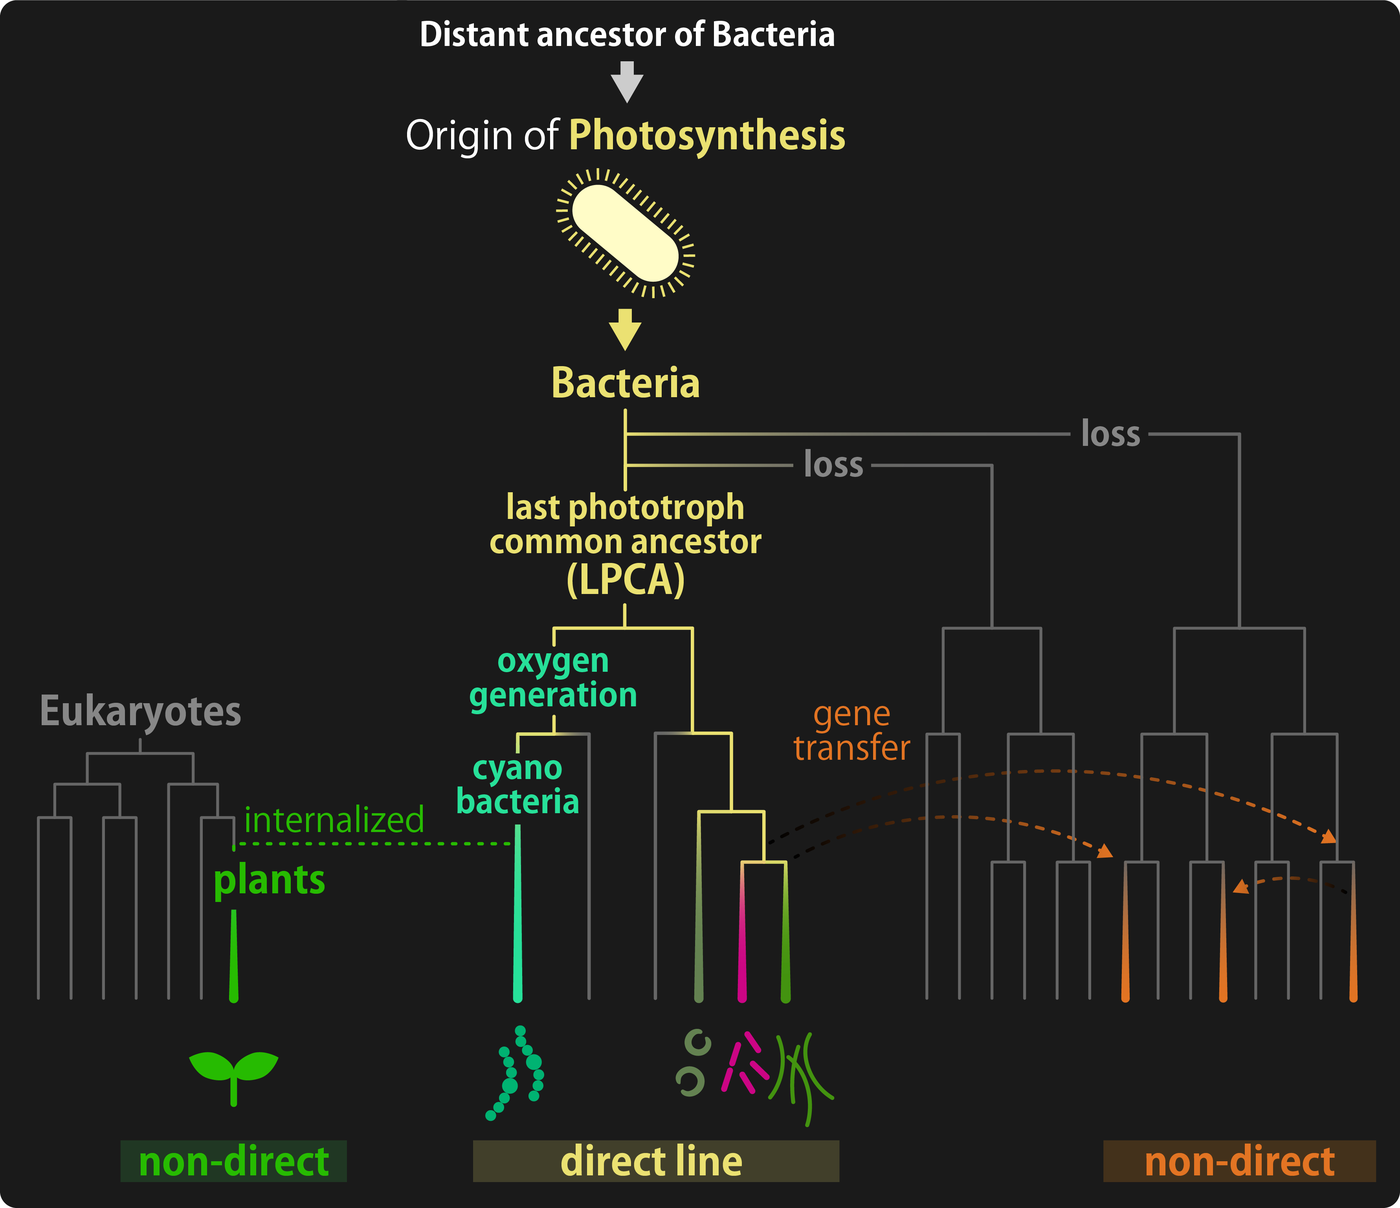 Distant ancestor of Bacteria
Origin of Photosynthesis
Bacteria
loss
loss
last phototroph
common ancestor
(LPCA)
oxygen
generation
Eukaryotes
gene
transfer
cyano
bacteria
internalized
plants
non-direct
direct line
non-direct